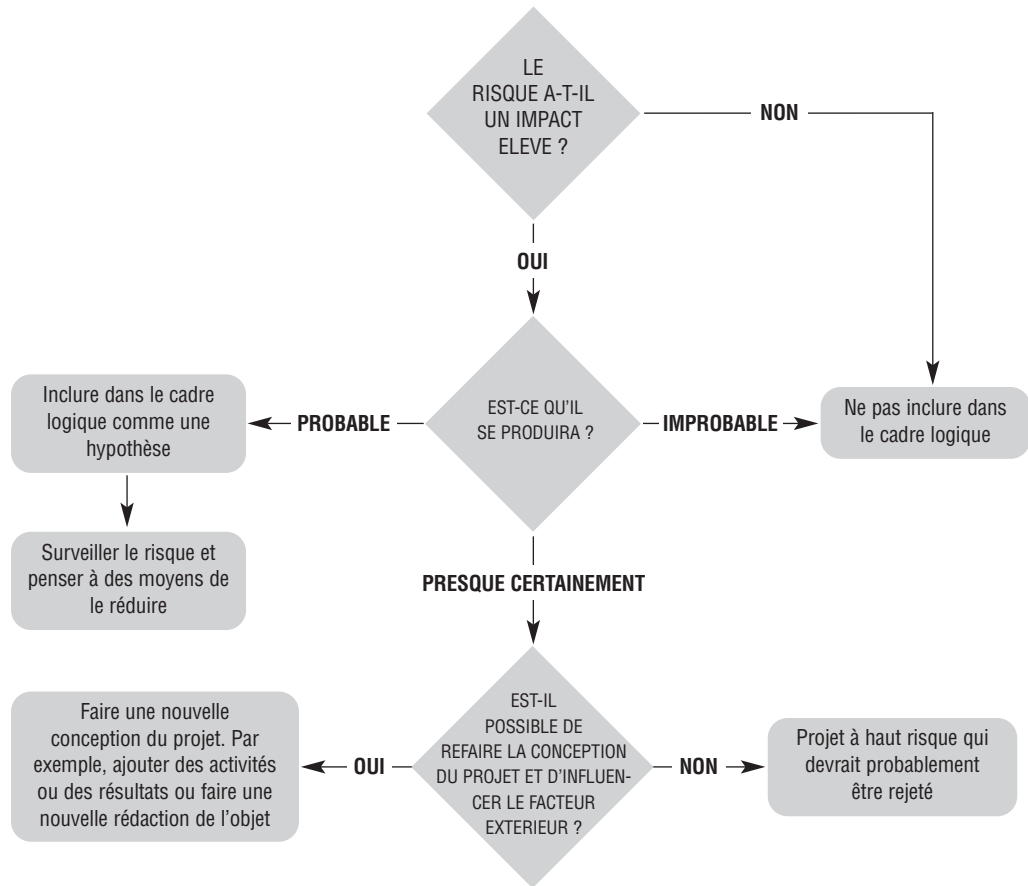 LE
RISQUE A-T-IL
UN IMPACT
ELEVE ?
NON
OUI
Inclure dans le cadre
logique comme une
hypothèse
PROBABLE
EST-CE QU'IL
SE PRODUIRA ?
IMPROBABLE
Ne pas inclure dans
le cadre logique
Surveiller le risque et
penser à des moyens de
le réduire
PRESQUE CERTAINEMENT
Faire une nouvelle
conception du projet. Par
exemple, ajouter des activités
ou des résultats ou faire une
nouvelle rédaction de l'objet
OUI
EST-IL
POSSIBLE DE
REFAIRE LA CONCEPTION
DU PROJET ET D'INFLUEN-
CER LE FACTEUR
EXTERIEUR ?
NON
Projet à haut risque qui
devrait probablement
être rejeté